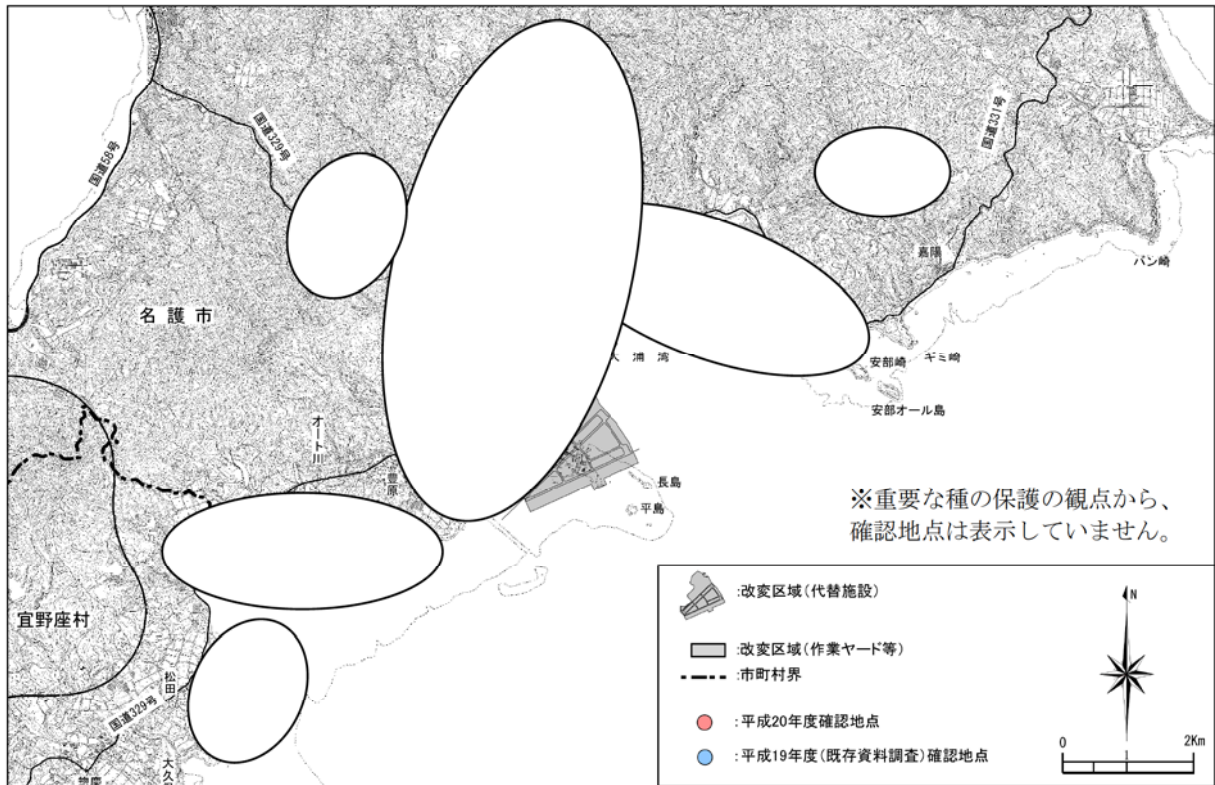 国道58号
国道329号
国道331号
嘉陽
バン崎
名護市
大浦湾
安部崎
ギミ崎
安部オール島
オート川
豊原
長島
平島
※重要な種の保護の観点から、
確認地点は表示していません。
宜野座村
松田
国道329号
:改変区域(代替施設)
:改変区域(作業ヤード等)
:市町村界
:平成20年度確認地点
:平成19年度(既存資料調査)確認地点
N
0 2Km